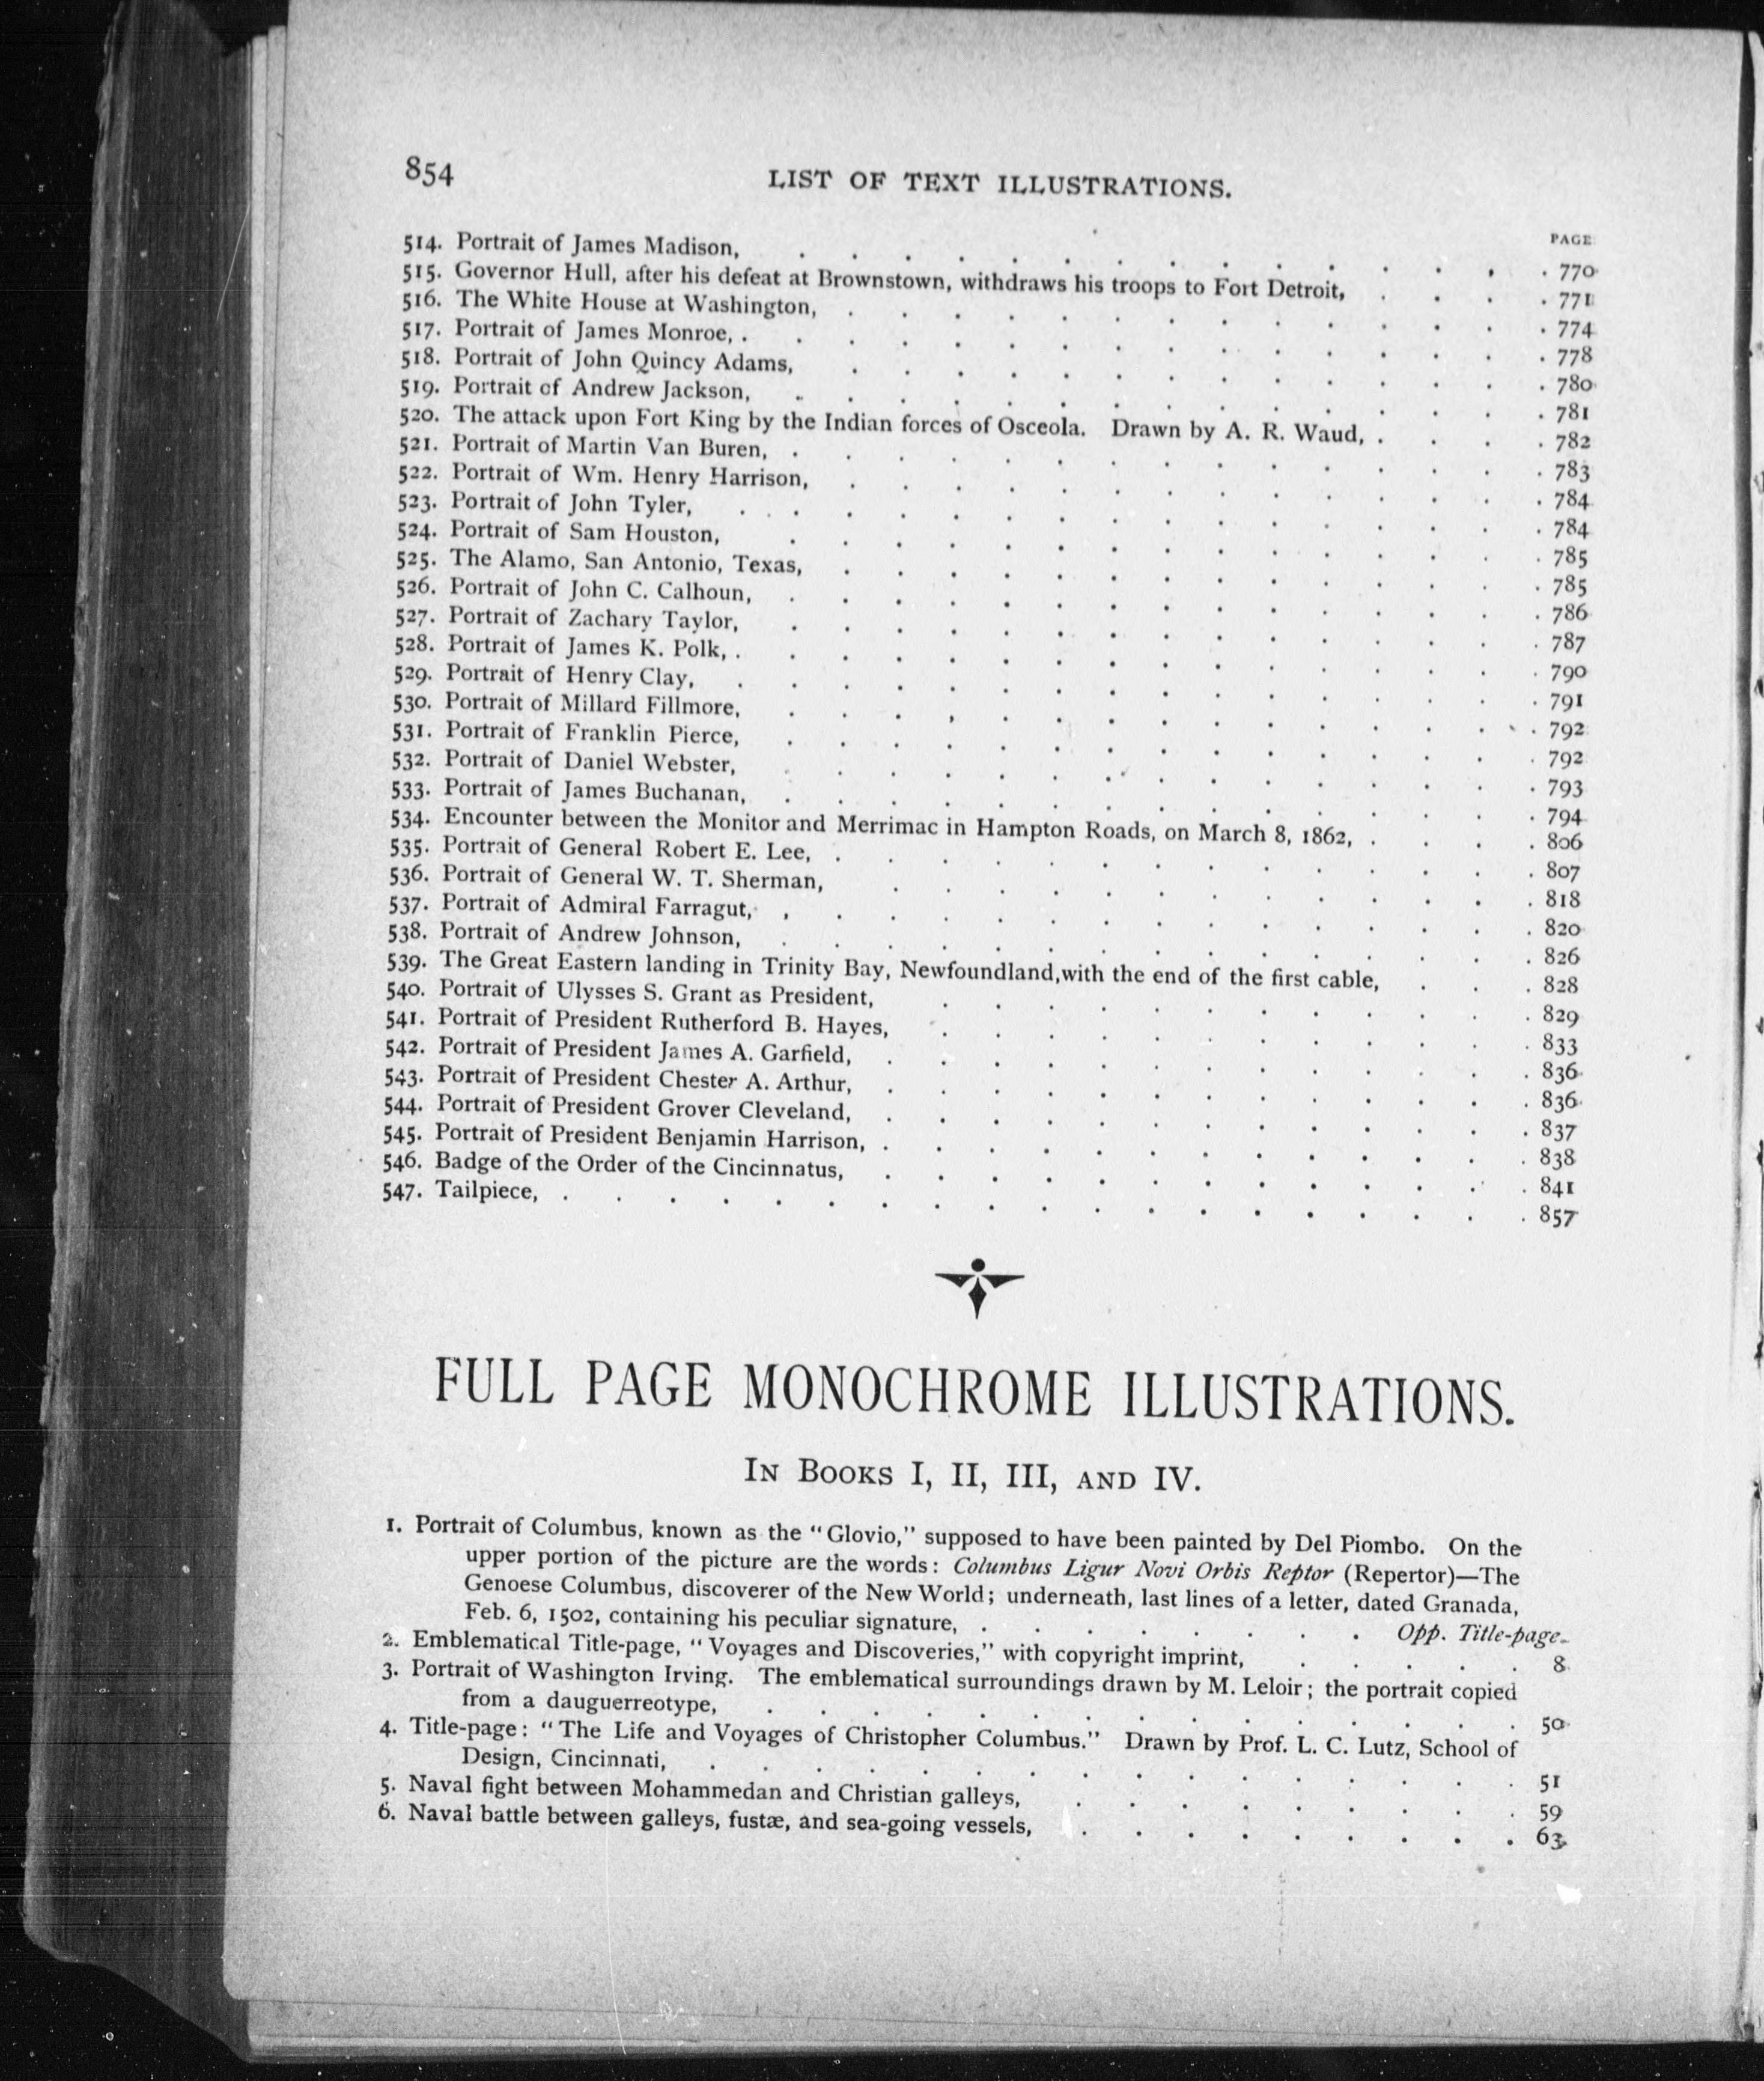 854
LIST OF TEXT ILLUSTRATIONS.
PAGE
514. Portrait of James Madison, . . . . . . . . . . . . . . . 770
515. Governor Hull, after his defeat at Brownstown, withdraws his troops to Fort Detroit, . . . . 771
516. The White House at Washington, . . . . . . . . . . . . . . 774
517. Portrait of James Monroe, . . . . . . . . . . . . . . . . 778
518. Portrait of John Quincy Adams, . . . . . . . . . . . . . . 780
519. Portrait of Andrew Jackson, . . . . . . . . . . . . . . . 781
520. The attack upon Fort King by the Indian forces of Osceola. Drawn by A. R. Waud, . . . . 782
521. Portrait of Martin Van Buren, . . . . . . . . . . . . . . . 783
522. Portrait of Wm. Henry Harrison, . . . . . . . . . . . . . . 784
523. Portrait of John Tyler, . . . . . . . . . . . . . . . . 784
524. Portrait of Sam Houston, . . . . . . . . . . . . . . . 785
525. The Alamo, San Antonio, Texas, . . . . . . . . . . . . . . 785
526. Portrait of John C. Calhoun, . . . . . . . . . . . . . . . 786
527. Portrait of Zachary Taylor, . . . . . . . . . . . . . . . 787
528. Portrait of James K. Polk, . . . . . . . . . . . . . . . . 790
529. Portrait of Henry Clay, . . . . . . . . . . . . . . . . 791
530. Portrait of Millard Fillmore, . . . . . . . . . . . . . . . 792
531. Portrait of Franklin Pierce, . . . . . . . . . . . . . . . 792
532. Portrait of Daniel Webster, . . . . . . . . . . . . . . . 793
533. Portrait of James Buchanan, . . . . . . . . . . . . . . . 794
534. Encounter between the Monitor and Merrimac in Hampton Roads, on March 8, 1862, . . . . 806
535. Portrait of General Robert E. Lee, . . . . . . . . . . . . . . 807
536. Portrait of General W. T. Sherman, . . . . . . . . . . . . . 818
537. Portrait of Admiral Farragut, . . . . . . . . . . . . . . . 820
538. Portrait of Andrew Johnson, . . . . . . . . . . . . . . . 826
539. The Great Eastern landing in Trinity Bay, Newfoundland,with the end of the first cable, . . . 828
540. Portrait of Ulysses S. Grant as President, . . . . . . . . . . . . 829
541. Portrait of President Rutherford B. Hayes, . . . . . . . . . . . . 833
542. Portrait of President James A. Garfield, . . . . . . . . . . . . . 836
543. Portrait of President Chester A. Arthur, . . . . . . . . . . . . . 836
544. Portrait of President Grover Cleveland, . . . . . . . . . . . . . 837
545. Portrait of President Benjamin Harrison, . . . . . . . . . . . . . 838
546. Badge of the Order of the Cincinnatus, . . . . . . . . . . . . . 841
547. Tailpiece, . . . . . . . . . . . . . . . . . . . 857
FULL PAGE MONOCHROME ILLUSTRATIONS.
IN BOOKS I, II, III, AND IV.
1. Portrait of Columbus, known as the "Glovio," supposed to have been painted by Del Piombo. On the
upper portion of the picture are the words: Columbus Ligur Novi Orbis Reptor (Repertor)—The
Genoese Columbus, discoverer of the New World; underneath, last lines of a letter, dated Granada,
Feb. 6, 1502, containing his peculiar signature, . . . . . . . . Opp. Title-page.
2. Emblematical Title-page, "Voyages and Discoveries," with copyright imprint, . . . . . 8
3. Portrait of Washington Irving. The emblematical surroundings drawn by M. Leloir; the portrait copied
from a dauguerreotype, . . . . . . . . . . . . . . . 50
4. Title-page: "The Life and Voyages of Christopher Columbus." Drawn by Prof. L. C. Lutz, School of
Design, Cincinnati, . . . . . . . . . . . . . . . . 51
5. Naval fight between Mohammedan and Christian galleys, . . . . . . . . . 59
6. Naval battle between galleys, fustæ, and sea-going vessels, . . . . . . . . . 63